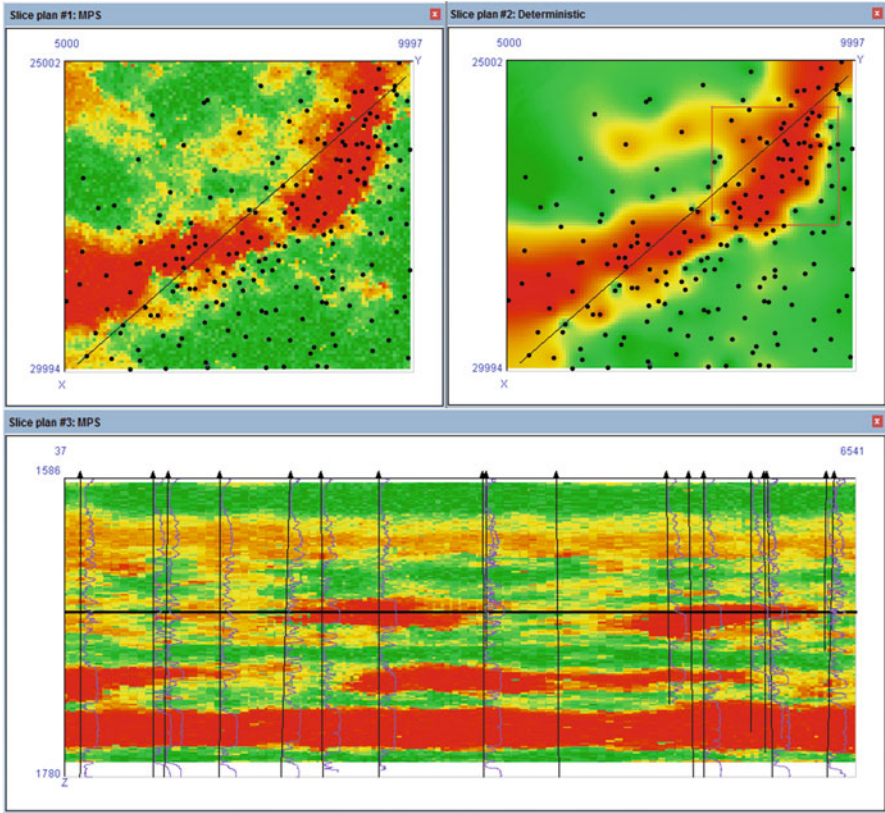 Slice plan #1: MPS
x
Slice plan #2: Deterministic
x
5000
9997
25002
Y
29994
X
5000
9997
25002
Y
29994
X
Slice plan #3: MPS
x
37
6541
1586
1780
Z